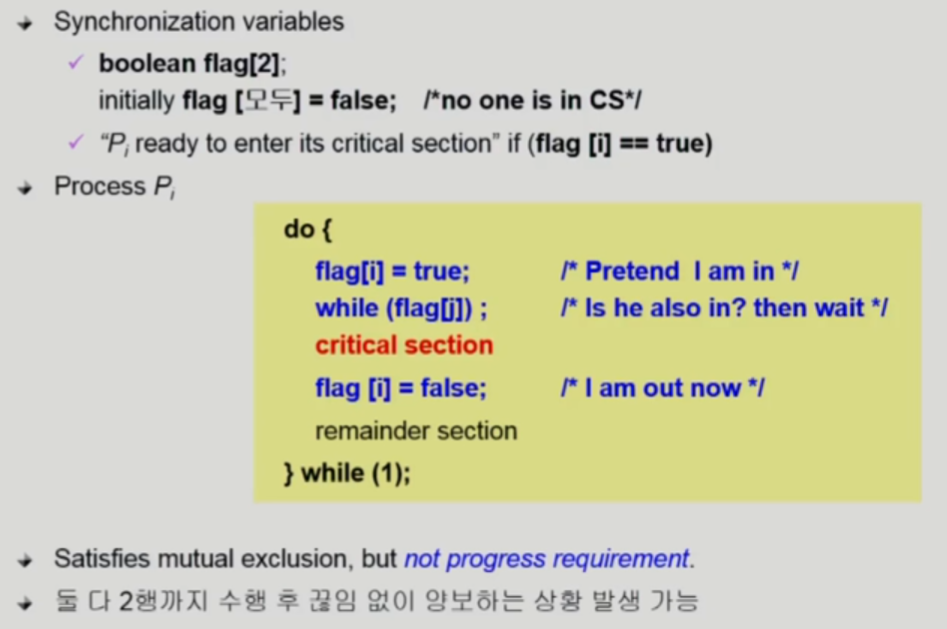 Synchronization variables
boolean flag[2];
initially flag [모두] = false; /*no one is in CS*/
“Pi ready to enter its critical section” if (flag [i] == true)
Process Pi
do {
flag[i] = true; /* Pretend I am in */
while (flag[j]) ; /* Is he also in? then wait */
critical section
flag [i] = false; /* I am out now */
remainder section
} while (1);
Satisfies mutual exclusion, but not progress requirement.
둘 다 2행까지 수행 후 끊임 없이 양보하는 상황 발생 가능